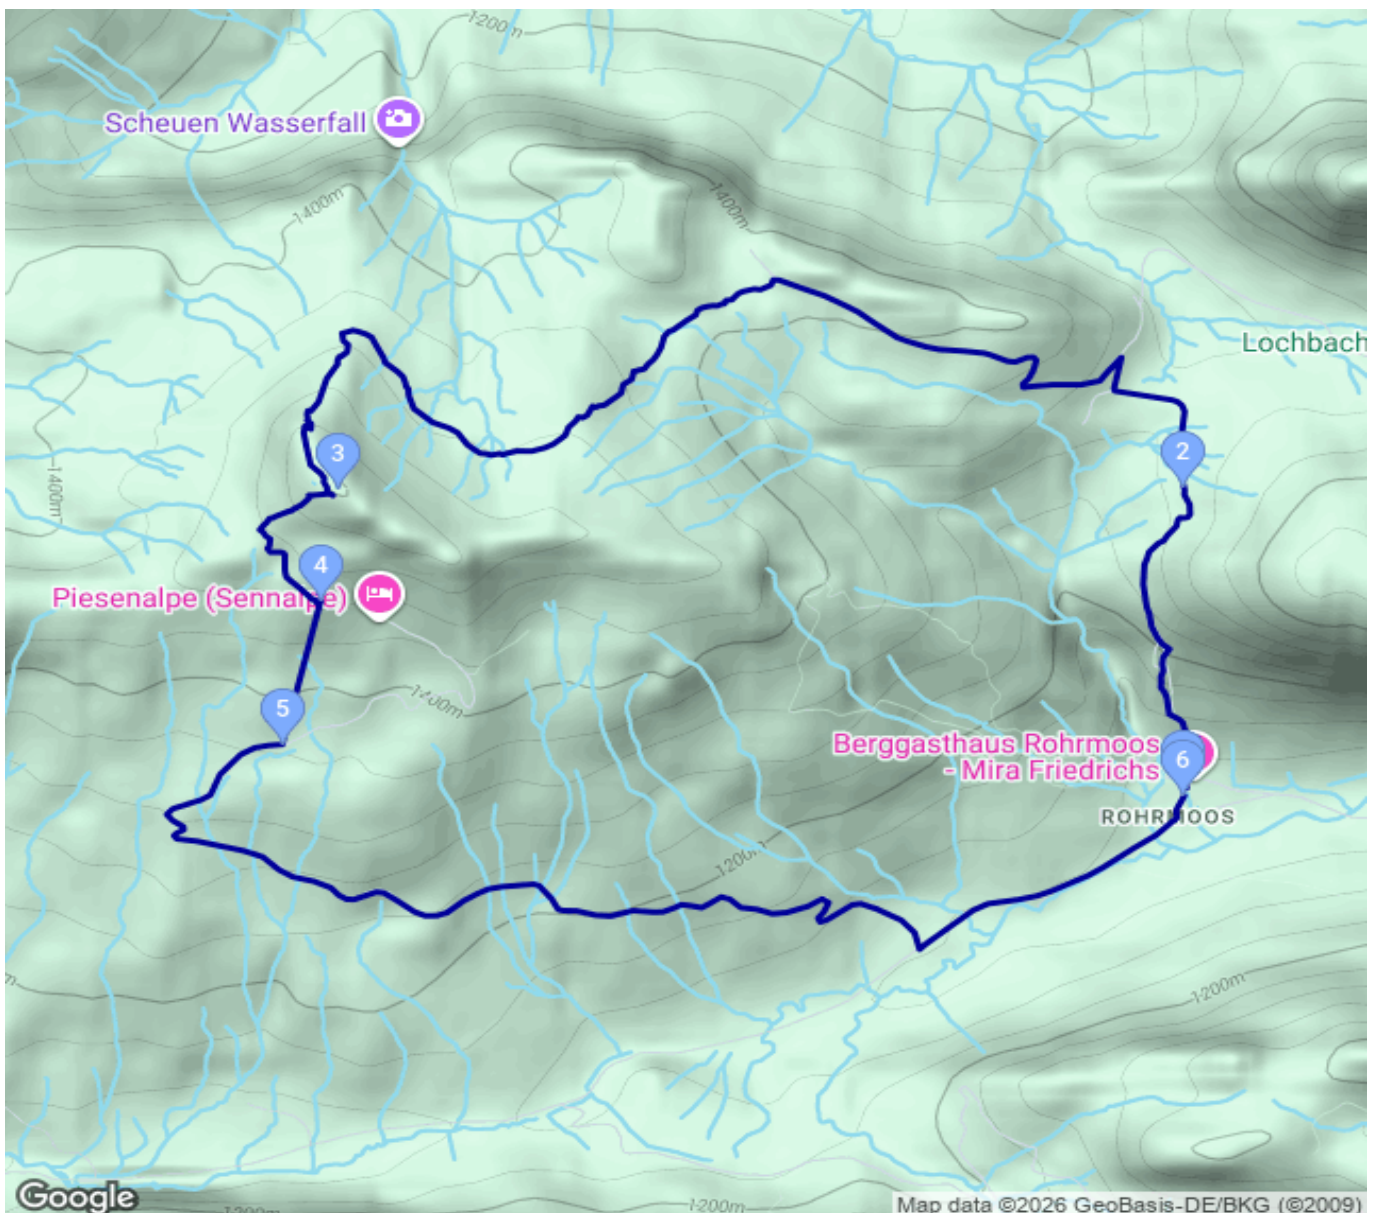 1200m
Scheuen Wasserfall
1400m
1400m
Lochbach
3
2
1400m
4
Piesenalpe (Sennalpe)
1400m
5
Berggasthaus Rohrmoos
- Mira Friedrichs
6
ROHRMOOS
1200m
1200m
Google
1200m
1200m
Map data ©2026 GeoBasis-DE/BKG (©2009)